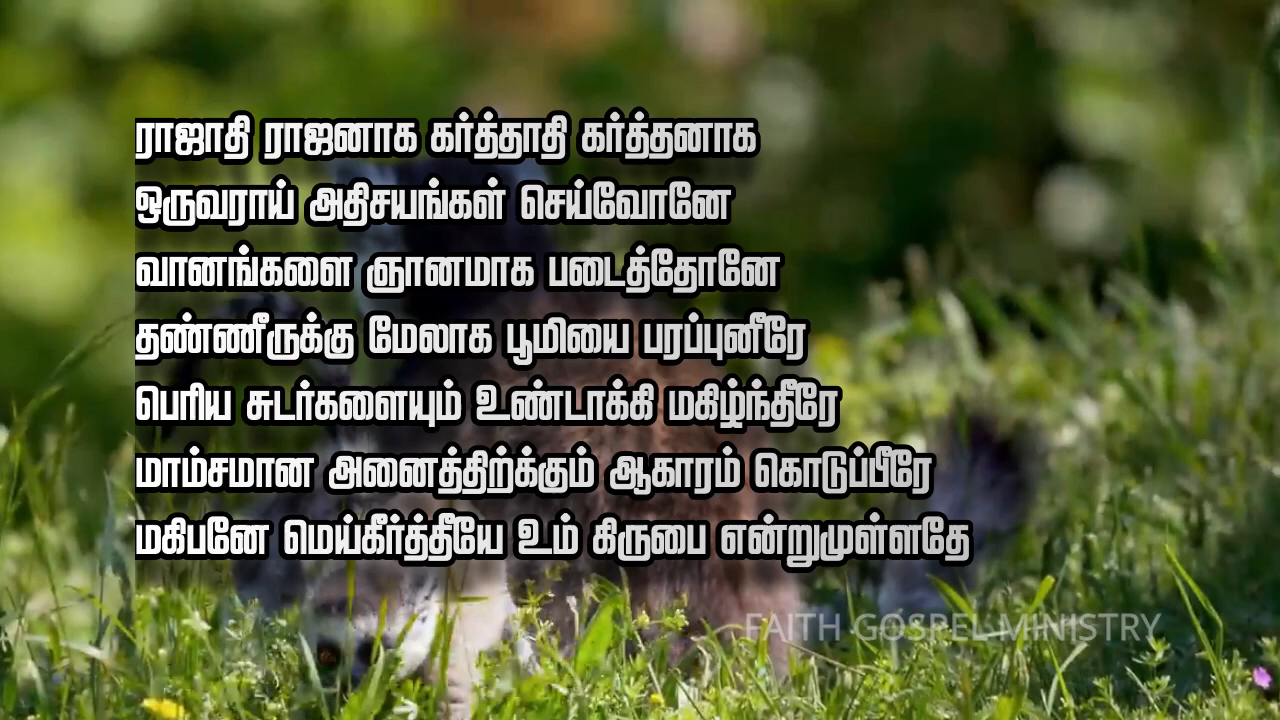 ராஜாதி ராஜனாக கர்த்தாதி கர்த்தனாக
ஒருவராய் அதிசயங்கள் செய்வோனே
வானங்களை ஞானமாக படைத்தோனே
தண்ணீருக்கு மேலாக பூமியை பரப்புனீரே
பெரிய சுடர்களையும் உண்டாக்கி மகிழ்ந்தீரே
மாம்சமான அனைத்திற்க்கும் ஆகாரம் கொடுப்பீரே
மகிபனே மெய்கீர்த்தீயே உம் கிருபை என்றுமுள்ளதே
FAITH GOSPEL MINISTRY